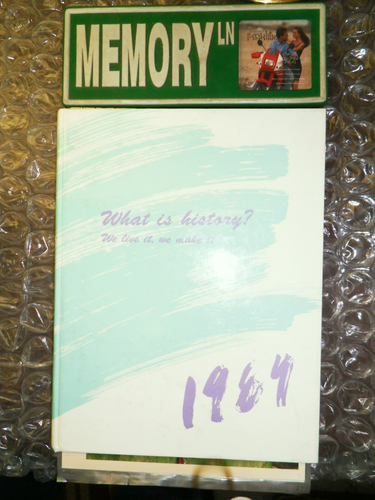 MEMORY LN
What is history?
We live it, we make it
1989